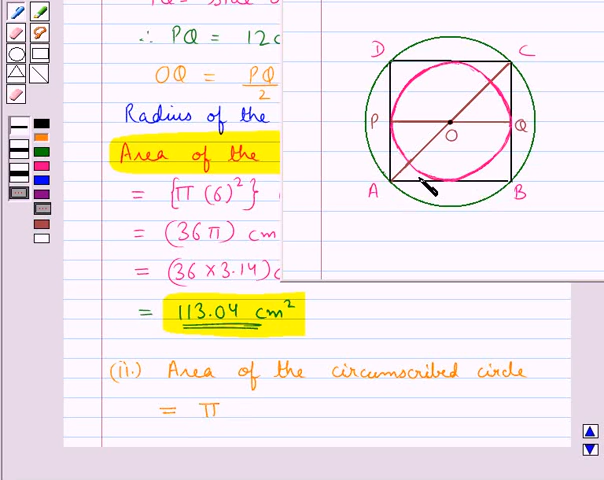 ∴ PQ = 12c
OQ = PQ/2
Radius of the
Area of the
= {π (6)²}
= (36π) cm
= (36 × 3.14)c
= 113.04 cm²
(ii.) Area of the circumscribed circle
= π
D C
P Q
O
A B